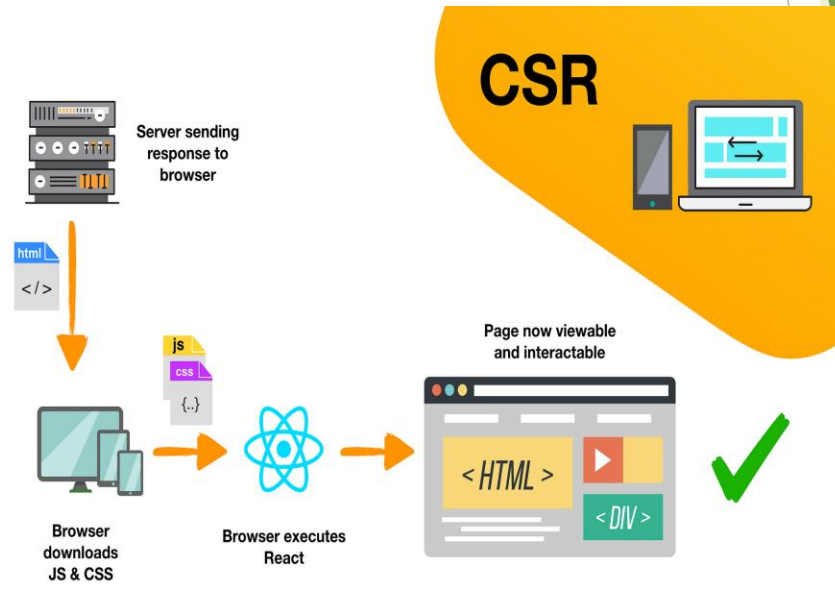 CSR
Server sending
response to
browser
html
</>
js
css
{..}
Page now viewable
and interactable
<HTML>
<DIV>
Browser
downloads
JS & CSS
Browser executes
React